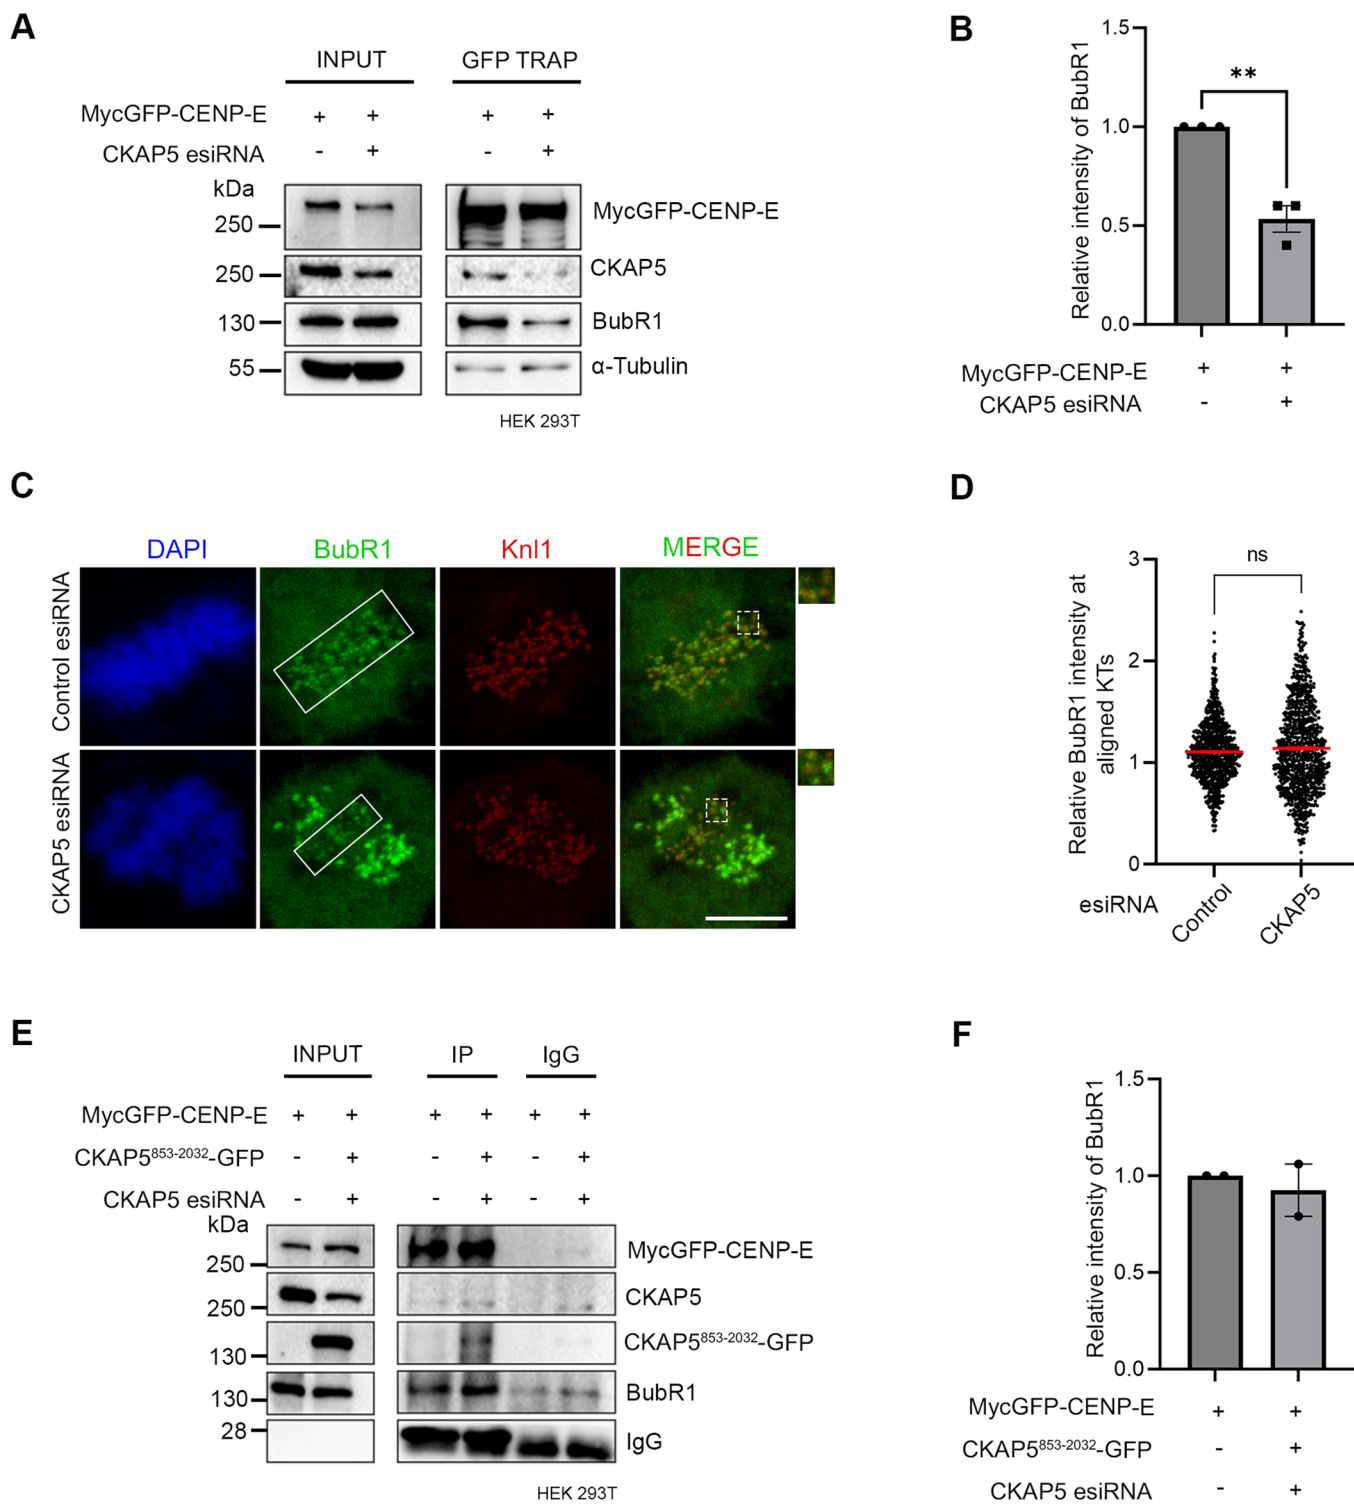 A
INPUT GFP TRAP
MycGFP-CENP-E + + + +
CKAP5 esiRNA - + - +
kDa
250 MycGFP-CENP-E
250 CKAP5
130 BubR1
55 α-Tubulin
HEK 293T
B
Relative intensity of BubR1
1.5
**
1.0
0.5
0.0
MycGFP-CENP-E + +
CKAP5 esiRNA - +
C
DAPI BubR1 Knl1 MERGE
Control esiRNA
CKAP5 esiRNA
D
Relative BubR1 intensity at
aligned KTs
3
ns
2
1
0
esiRNA Control CKAP5
E
INPUT IP IgG
MycGFP-CENP-E + + + + + +
CKAP5⁸⁵³⁻²⁰³²-GFP - + - + - +
CKAP5 esiRNA - + - + - +
kDa
250 MycGFP-CENP-E
250 CKAP5
130 CKAP5⁸⁵³⁻²⁰³²-GFP
130 BubR1
28 IgG
HEK 293T
F
Relative intensity of BubR1
1.5
1.0
0.5
0.0
MycGFP-CENP-E + +
CKAP5⁸⁵³⁻²⁰³²-GFP - +
CKAP5 esiRNA - +